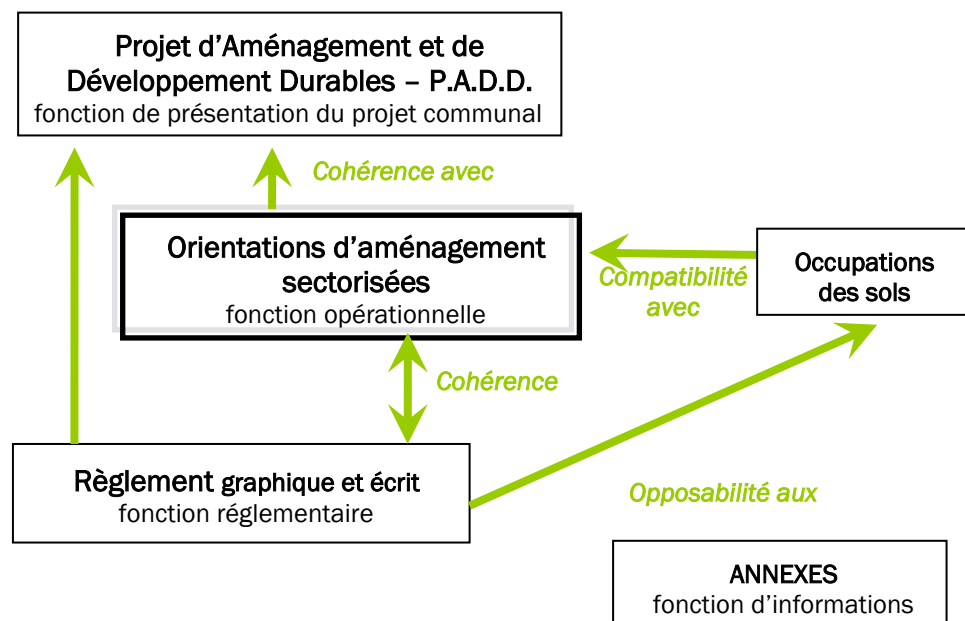 Projet d’Aménagement et de
Développement Durables – P.A.D.D.
fonction de présentation du projet communal
Cohérence avec
Orientations d’aménagement
sectorisées
fonction opérationnelle
Compatibilité
avec
Occupations
des sols
Cohérence
Règlement graphique et écrit
fonction réglementaire
Opposabilité aux
ANNEXES
fonction d’informations